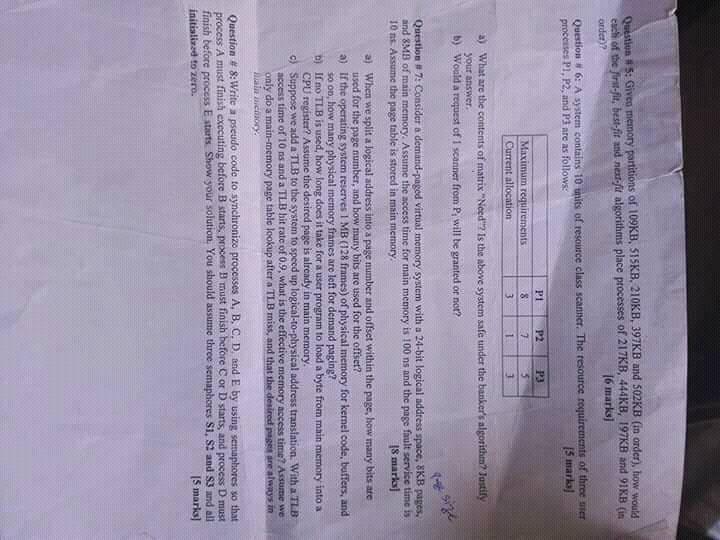 Question # 5: Given memory partitions of 109KB, 515KB, 210KB, 397KB and 502KB (in order), how would
each of the first-fit, best-fit and next-fit algorithms place processes of 217KB, 444KB, 197KB and 91KB (in
order)? [6 marks]
Question # 6: A system contains 10 units of resource class scanner. The resource requirements of three user
processes P1, P2, and P3 are as follows: [5 marks]
P1 P2 P3
Maximum requirements 8 7 5
Current allocation 3 1 3
a) What are the contents of matrix "Need"? Is the above system safe under the banker's algorithm? Justify
your answer.
b) Would a request of 1 scanner from P1 will be granted or not?
page size
Question # 7: Consider a demand-paged virtual memory system with a 24-bit logical address space, 8KB pages,
and 8MB of main memory. Assume the access time for main memory is 100 ns and the page fault service time is
10 ns. Assume the page table is stored in main memory. [8 marks]
a) When we split a logical address into a page number and offset within the page, how many bits are
used for the page number, and how many bits are used for the offset?
a) If the operating system reserves 1 MB (128 frames) of physical memory for kernel code, buffers, and
so on, how many physical memory frames are left for demand paging?
b) If no TLB is used, how long does it take for a user program to load a byte from main memory into a
CPU register? Assume the desired page is already in main memory.
c) Suppose we add a TLB to the system to speed up logical-to-physical address translation. With a TLB
access time of 10 ns and a TLB hit rate of 0.9, what is the effective memory access time? Assume we
only do a main-memory page table lookup after a TLB miss, and that the desired pages are always in
main memory.
Question # 8:Write a pseudo code to synchronize processes A, B, C, D, and E by using semaphores so that
process A must finish executing before B starts, process B must finish before C or D starts, and process D must
finish before process E starts. Show your solution. You should assume three semaphores S1, S2 and S3 and all
initialized to zero. [5 marks]